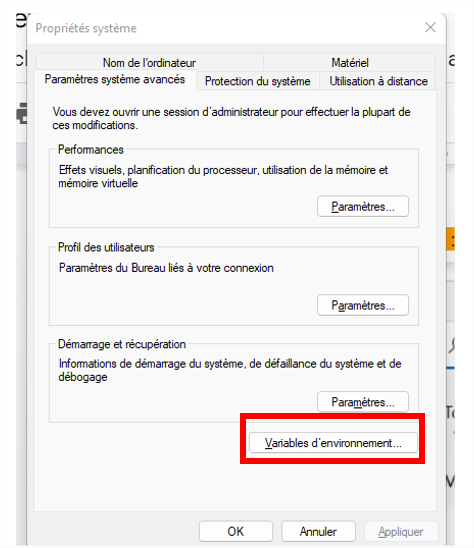 Propriétés système
Nom de l'ordinateur
Matériel
Paramètres système avancés
Protection du système
Utilisation à distance
Vous devez ouvrir une session d'administrateur pour effectuer la plupart de
ces modifications.
Performances
Effets visuels, planification du processeur, utilisation de la mémoire et
mémoire virtuelle
Paramètres...
Profil des utilisateurs
Paramètres du Bureau liés à votre connexion
Paramètres...
Démarrage et récupération
Informations de démarrage du système, de défaillance du système et de
débogage
Paramètres...
Variables d'environnement...
OK
Annuler
Appliquer